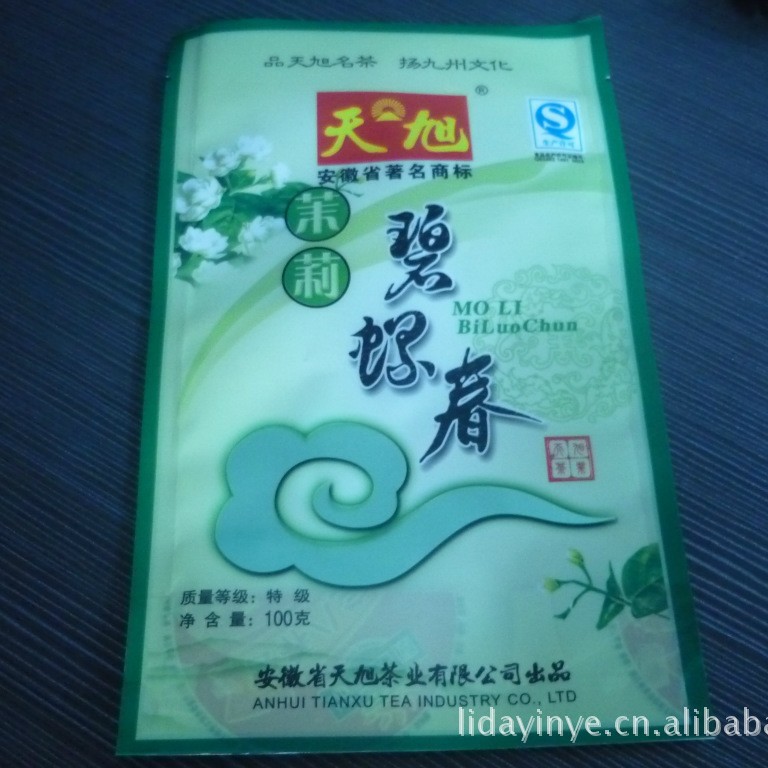 品天旭名茶 扬九州文化
天旭
®
安徽省著名商标
茉莉
碧螺春
MO LI
BiLuoChun
质量等级：特 级
净 含 量：100克
安徽省天旭茶业有限公司出品
ANHUI TIANXU TEA INDUSTRY CO., LTD
lidayinye.cn.alibaba